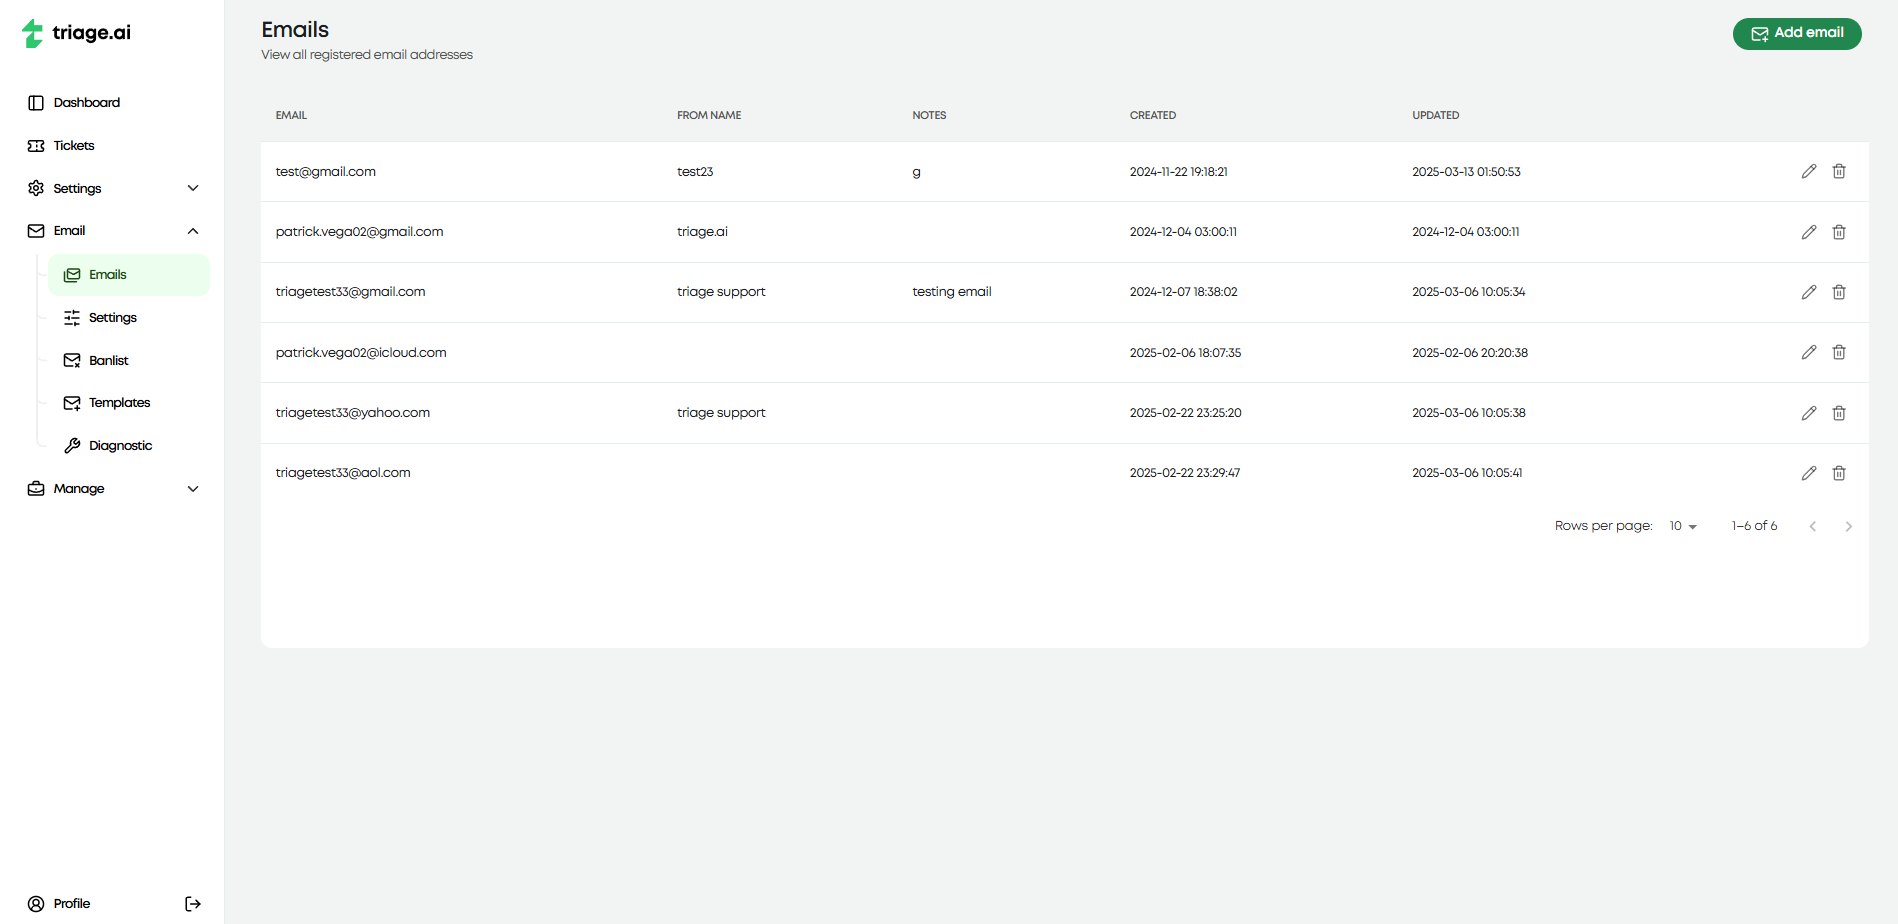 triage.ai
Dashboard
Tickets
Settings
Email
Emails
Settings
Banlist
Templates
Diagnostic
Manage
Profile
Emails
View all registered email addresses
Add email
EMAIL FROM NAME NOTES CREATED UPDATED
test@gmail.com test23 g 2024-11-22 19:18:21 2025-03-13 01:50:53
patrick.vega02@gmail.com triage.ai 2024-12-04 03:00:11 2024-12-04 03:00:11
triagetest33@gmail.com triage support testing email 2024-12-07 18:38:02 2025-03-06 10:05:34
patrick.vega02@icloud.com 2025-02-06 18:07:35 2025-02-06 20:20:38
triagetest33@yahoo.com triage support 2025-02-22 23:25:20 2025-03-06 10:05:38
triagetest33@aol.com 2025-02-22 23:29:47 2025-03-06 10:05:41
Rows per page: 10 1–6 of 6